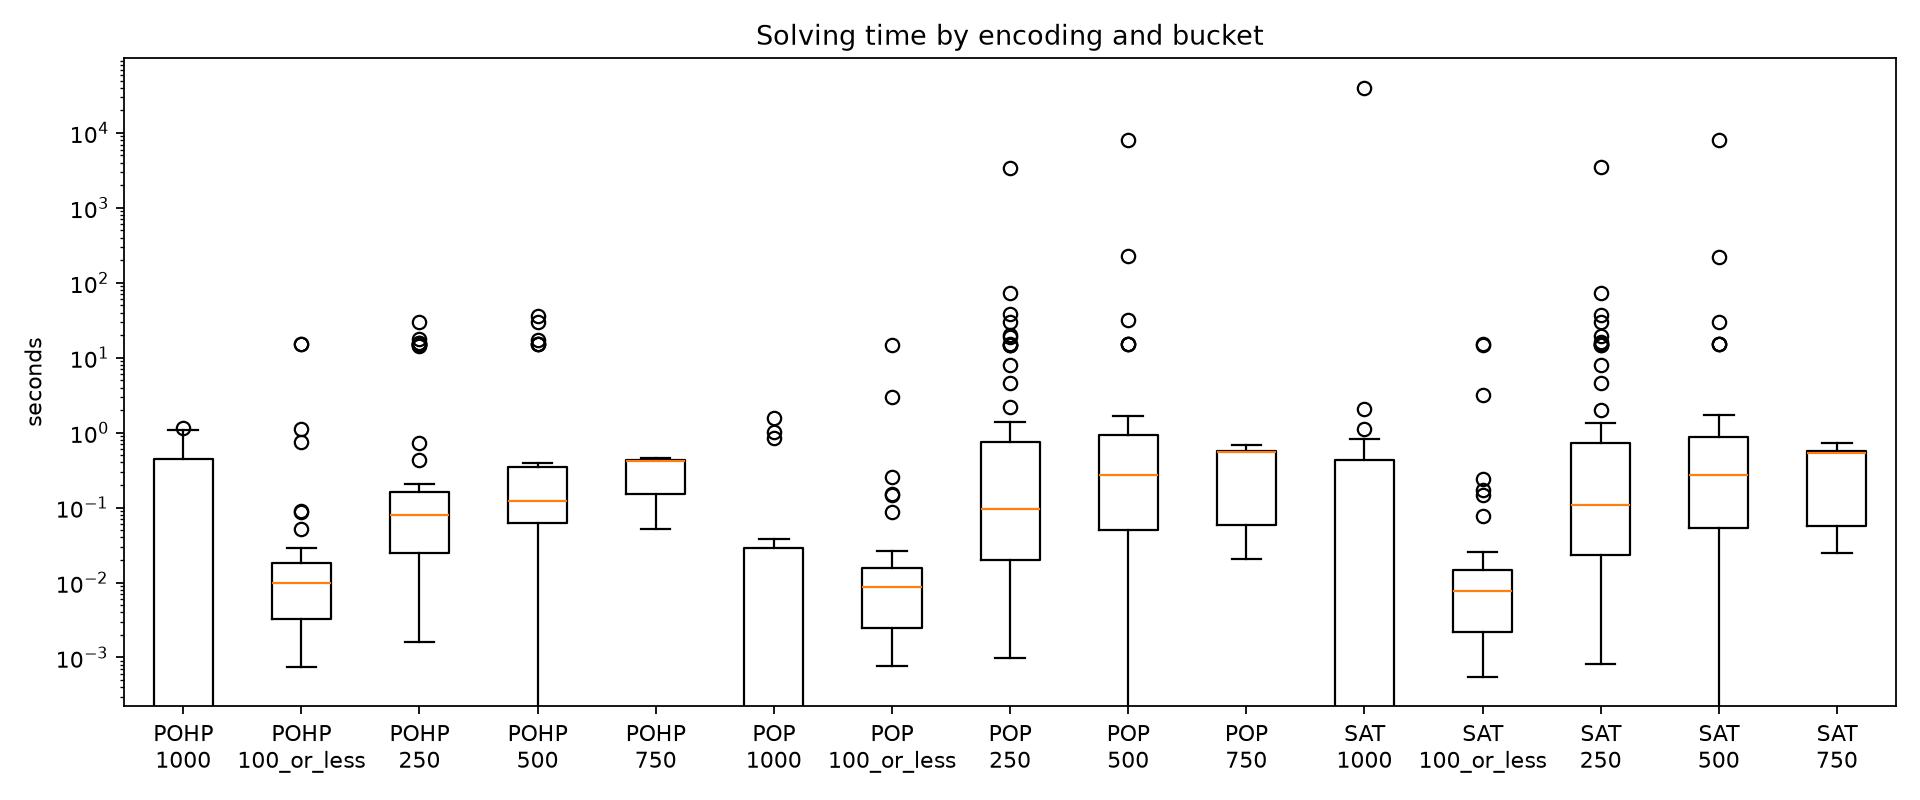 Solving time by encoding and bucket
seconds
10⁴
10³
10²
10¹
10⁰
10⁻¹
10⁻²
10⁻³
POHP POHP POHP POHP POHP POP POP POP POP POP SAT SAT SAT SAT SAT
1000 100_or_less 250 500 750 1000 100_or_less 250 500 750 1000 100_or_less 250 500 750